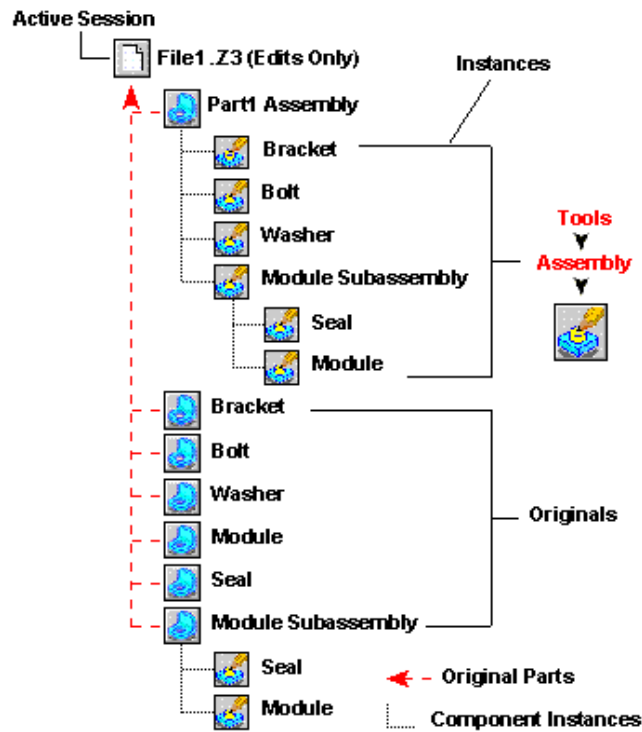 Active Session
File1.Z3 (Edits Only)
Instances
Part1 Assembly
Bracket
Bolt
Washer
Module Subassembly
Seal
Module
Tools
Assembly
Bracket
Bolt
Washer
Module
Seal
Module Subassembly
Originals
Seal
Module
Original Parts
Component Instances